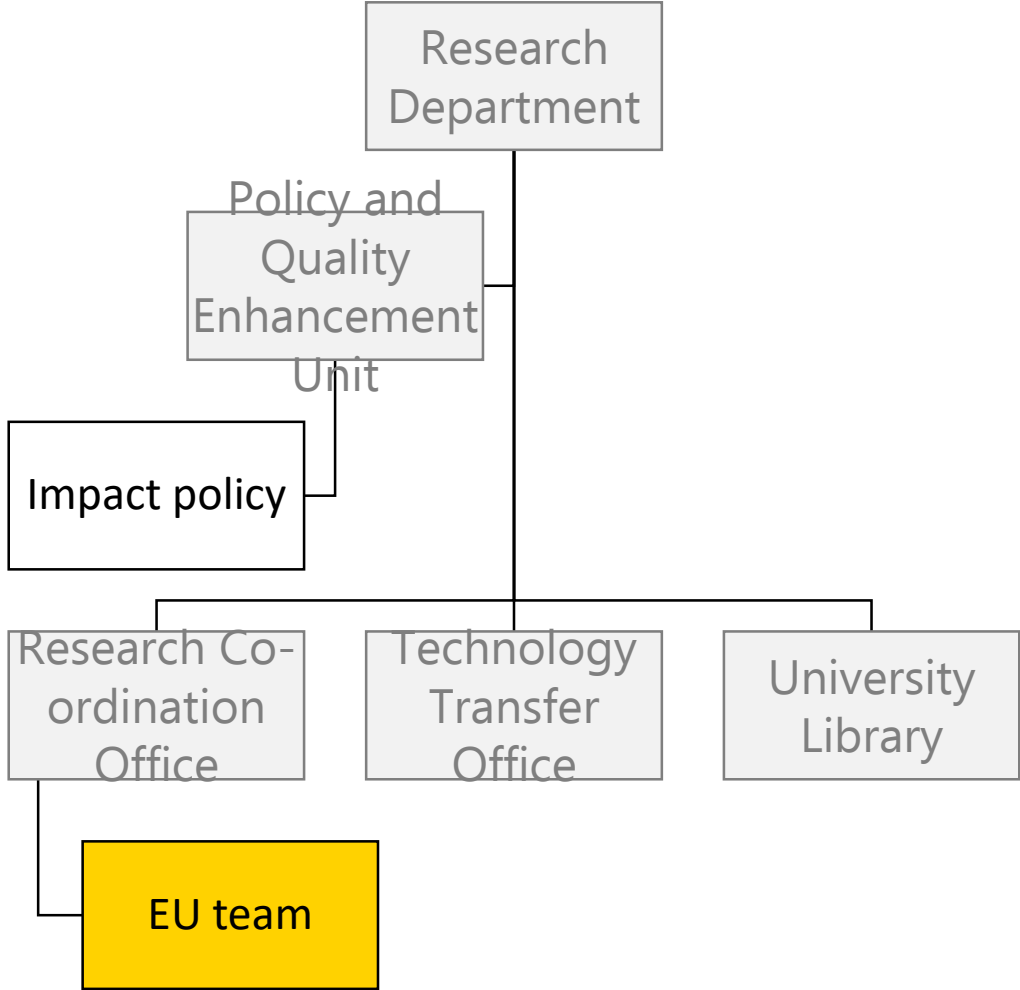 Research
Department
Policy and
Quality
Enhancement
Unit
Impact policy
Research Co-
ordination
Office
Technology
Transfer
Office
University
Library
EU team